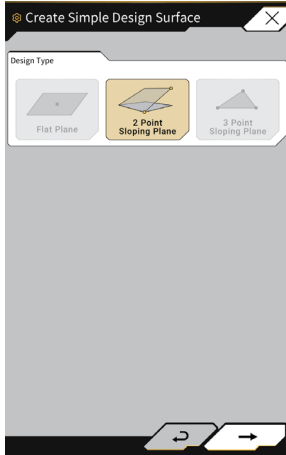 Create Simple Design Surface
Design Type
Flat Plane
2 Point
Sloping Plane
3 Point
Sloping Plane